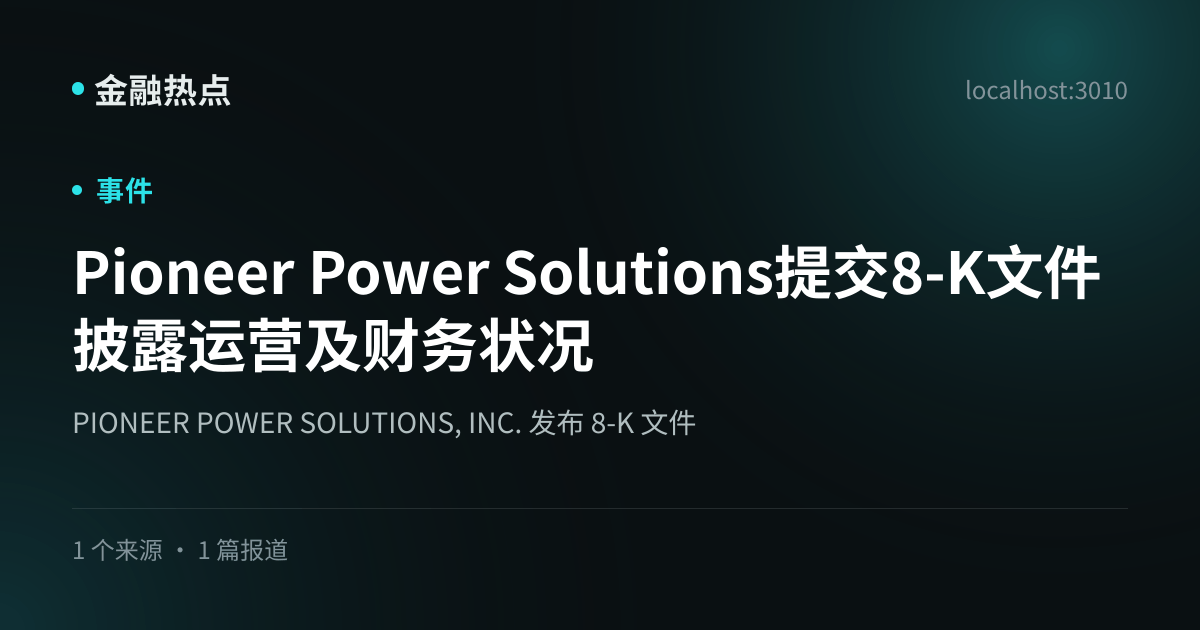 金融热点
localhost:3010
事件
Pioneer Power Solutions提交8-K文件
披露运营及财务状况
PIONEER POWER SOLUTIONS, INC. 发布 8-K 文件
1 个来源 · 1 篇报道